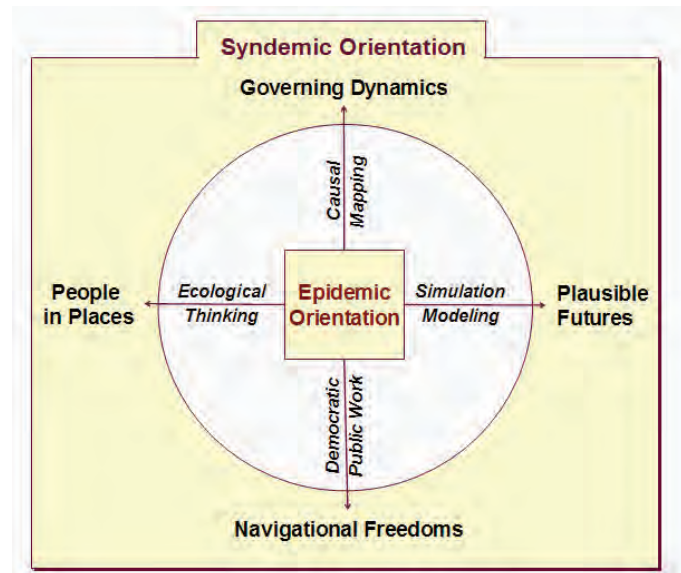 Syndemic Orientation
Governing Dynamics
Causal
Mapping
People
in Places
Ecological
Thinking
Epidemic
Orientation
Simulation
Modeling
Plausible
Futures
Democratic
Public Work
Navigational Freedoms